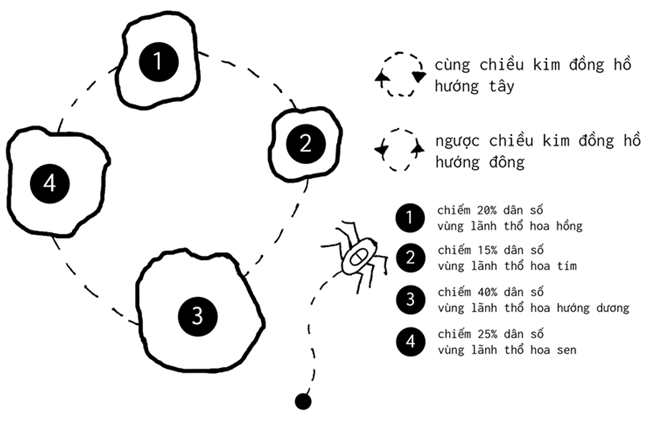 1
2
4
3
cùng chiều kim đồng hồ
hướng tây
ngược chiều kim đồng hồ
hướng đông
1 chiếm 20% dân số
vùng lãnh thổ hoa hồng
2 chiếm 15% dân số
vùng lãnh thổ hoa tím
3 chiếm 40% dân số
vùng lãnh thổ hoa hướng dương
4 chiếm 25% dân số
vùng lãnh thổ hoa sen